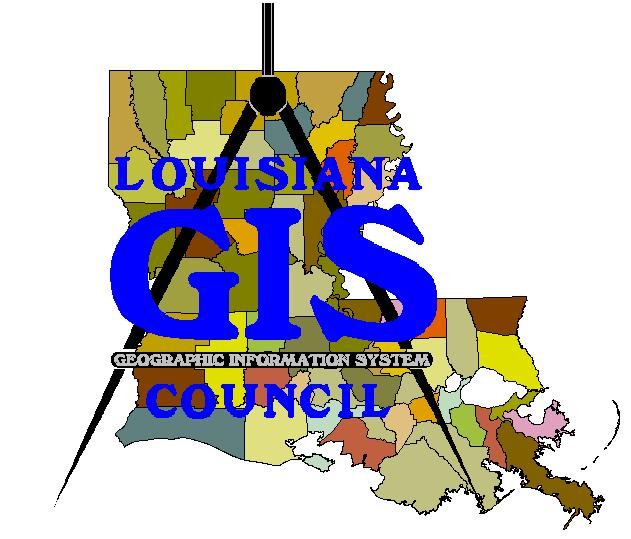 LOUISIANA
GIS
GEOGRAPHIC INFORMATION SYSTEM
COUNCIL